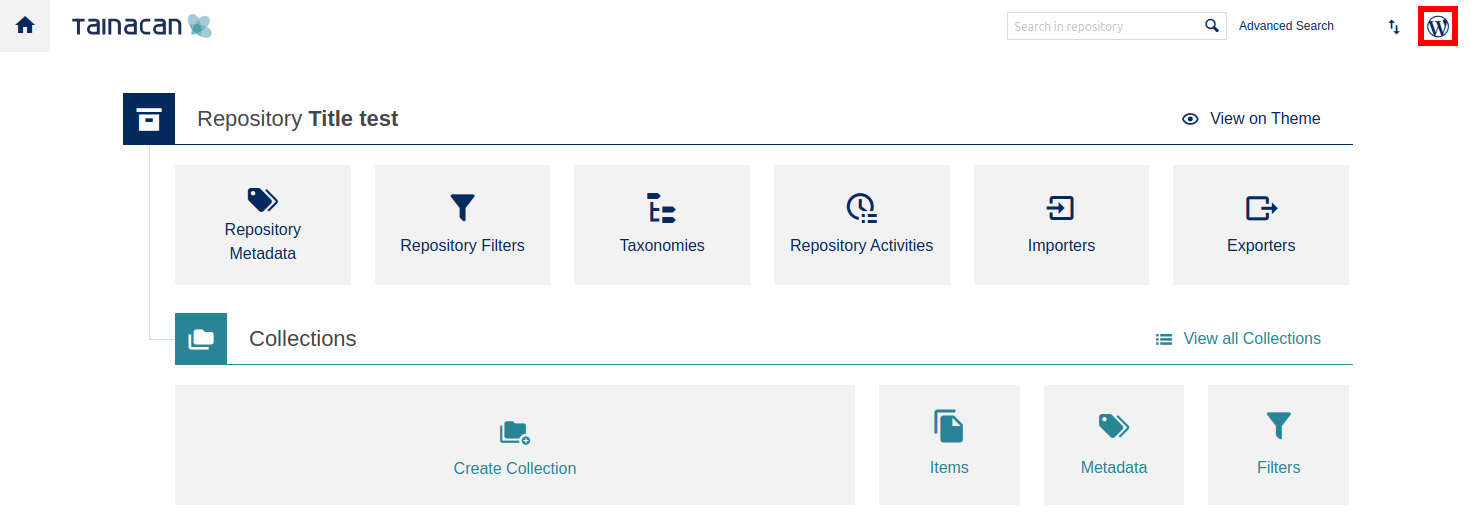 TAINACAN
Search in repository
Advanced Search
Repository Title test
View on Theme
Repository
Metadata
Repository Filters
Taxonomies
Repository Activities
Importers
Exporters
Collections
View all Collections
Create Collection
Items
Metadata
Filters